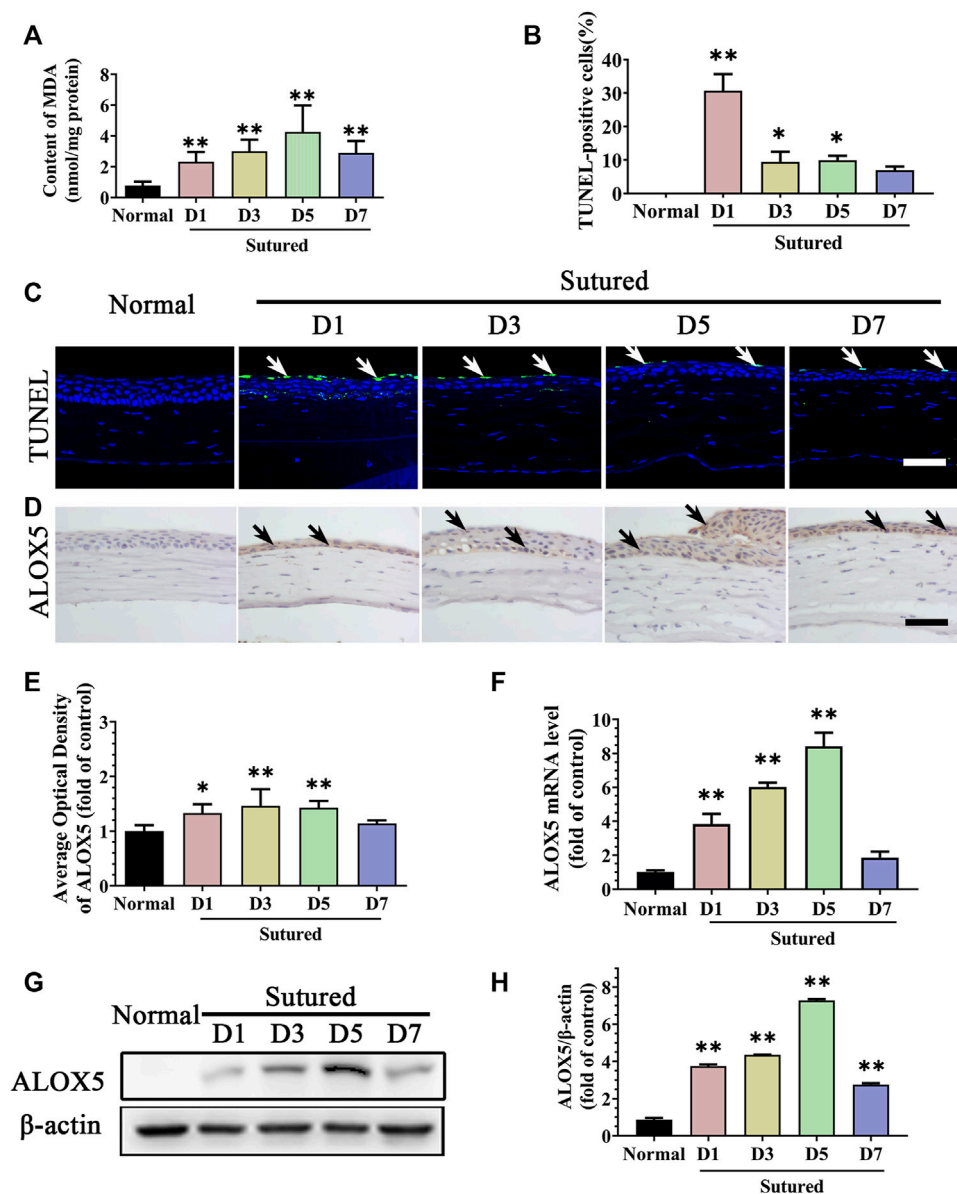 A
Content of MDA
(nmol/mg protein)
8
6
4
2
0
** ** ** **
Normal D1 D3 D5 D7
Sutured
B
TUNEL-positive cells(%)
40
30
20
10
0
** * *
Normal D1 D3 D5 D7
Sutured
C
Normal
Sutured
D1 D3 D5 D7
TUNEL
D
ALOX5
E
Average Optical Density
of ALOX5 (fold of control)
3
2
1
0
* ** **
Normal D1 D3 D5 D7
Sutured
F
ALOX5 mRNA level
(fold of control)
10
8
6
4
2
0
** ** **
Normal D1 D3 D5 D7
Sutured
G
Normal
Sutured
D1 D3 D5 D7
ALOX5
β-actin
H
ALOX5/β-actin
(fold of control)
8
6
4
2
0
** ** ** **
Normal D1 D3 D5 D7
Sutured